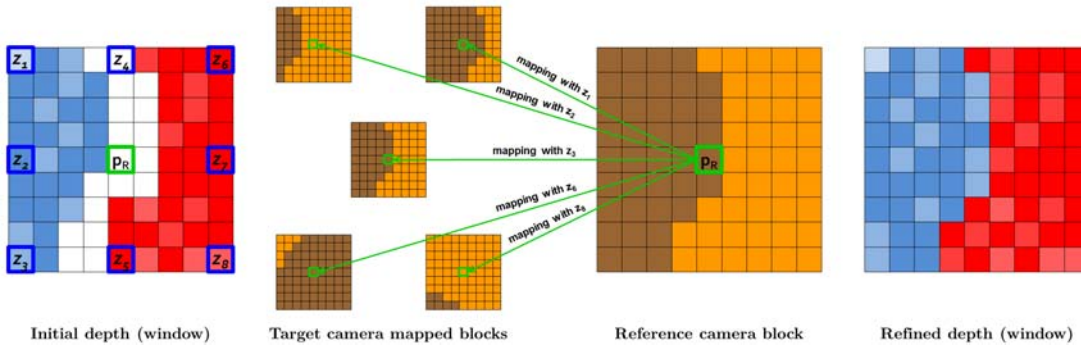 z₁ z₄ z₆
z₂ p_R z₇
z₃ z₅ z₈
mapping with z₁
mapping with z₂
mapping with z₃
mapping with z₆
mapping with z₈
p_R
Initial depth (window)
Target camera mapped blocks
Reference camera block
Refined depth (window)